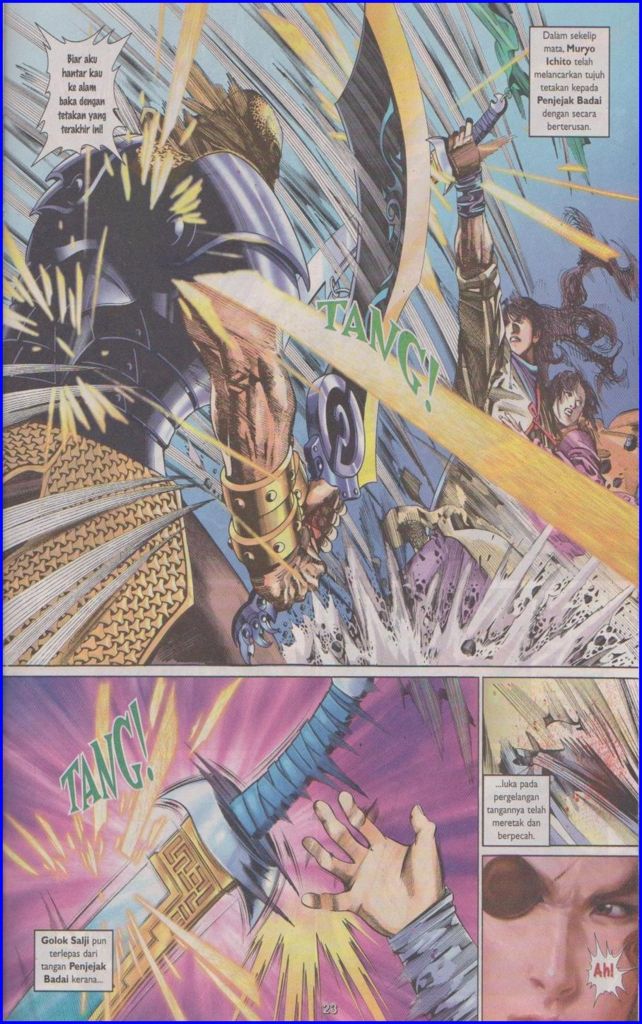 Biar aku
hantar kau
ke alam
baka dengan
tetakan yang
terakhir ini!
Dalam sekelip
mata, Muryo
Ichito telah
melancarkan tujuh
tetakan kepada
Penjejak Badai
dengan secara
berterusan.
TANG!
TANG!
Golok Salji pun
terlepas dari
tangan Penjejak
Badai kerana...
...luka pada
pergelangan
tangannya telah
meretak dan
berpecah.
Ah!
23